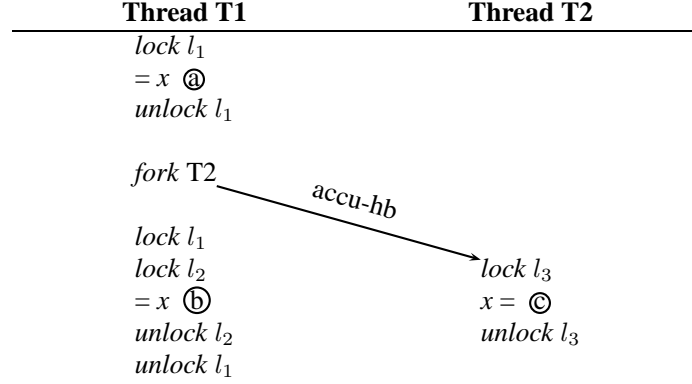 Thread T1 Thread T2
lock l₁
= x ⓐ
unlock l₁
fork T2
accu-hb
lock l₁
lock l₂ lock l₃
= x ⓑ x = ⓒ
unlock l₂ unlock l₃
unlock l₁